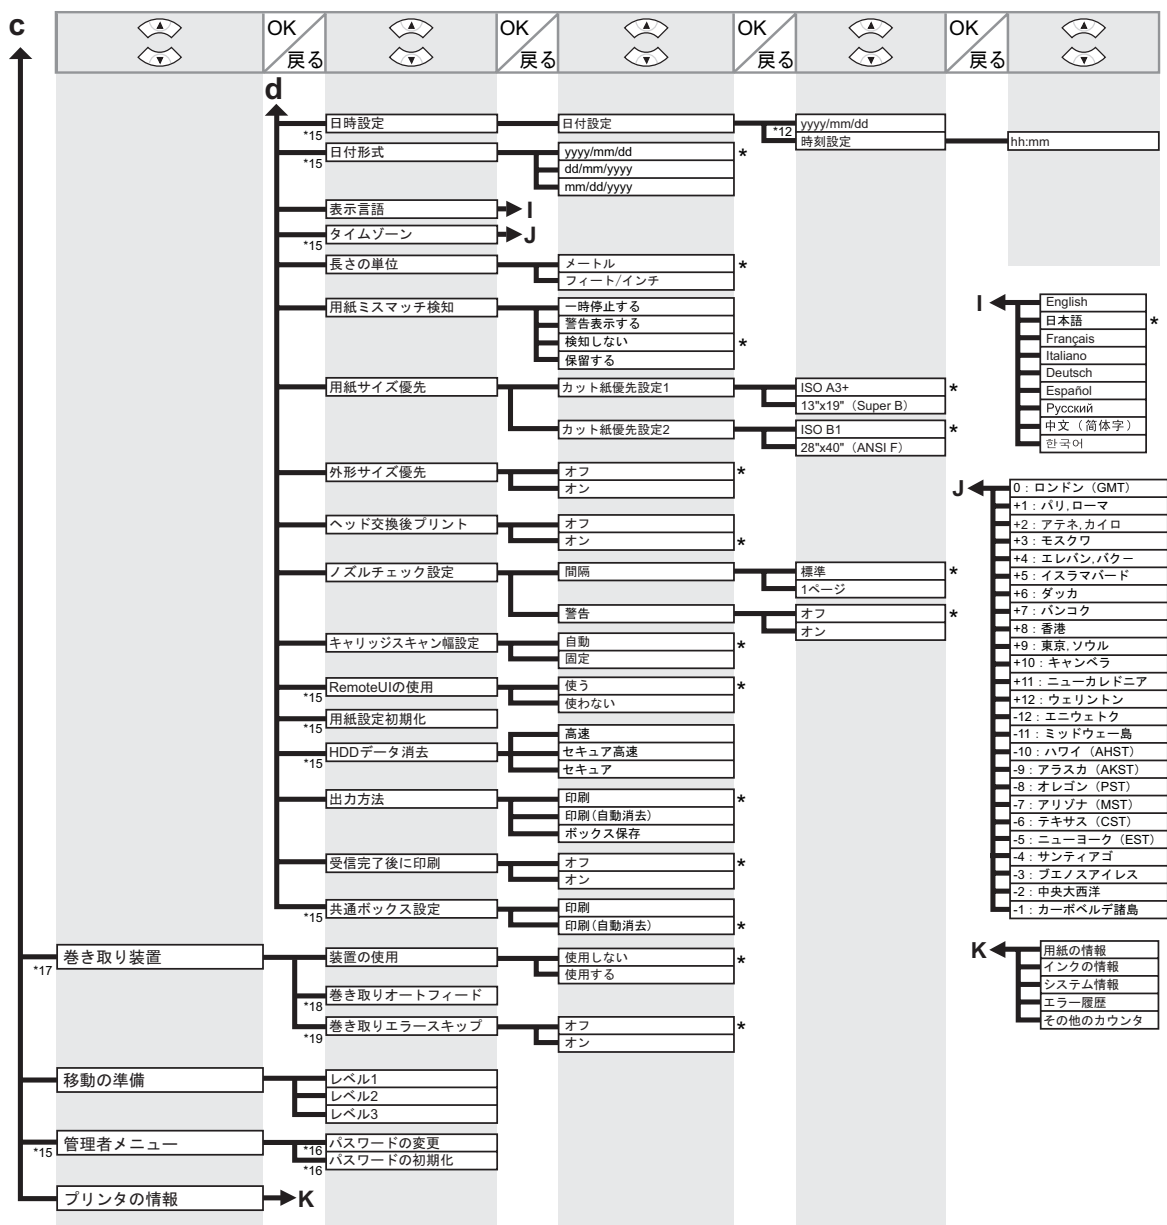 c
OK
戻る
OK
戻る
OK
戻る
OK
戻る
d
*15 日時設定
日付設定
*12 yyyy/mm/dd
時刻設定
hh:mm
*15 日付形式
yyyy/mm/dd *
dd/mm/yyyy
mm/dd/yyyy
表示言語
I
*15 タイムゾーン
J
長さの単位
メートル *
フィート/インチ
用紙ミスマッチ検知
一時停止する
警告表示する
検知しない *
保留する
用紙サイズ優先
カット紙優先設定1
ISO A3+ *
13"x19"（Super B）
カット紙優先設定2
ISO B1 *
28"x40"（ANSI F）
外形サイズ優先
オフ *
オン
ヘッド交換後プリント
オフ
オン *
ノズルチェック設定
間隔
標準 *
1ページ
警告
オフ *
オン
キャリッジスキャン幅設定
自動 *
固定
*15 RemoteUIの使用
使う *
使わない
*15 用紙設定初期化
*15 HDDデータ消去
高速
セキュア高速
セキュア
出力方法
印刷 *
印刷(自動消去)
ボックス保存
受信完了後に印刷
オフ *
オン
*15 共通ボックス設定
印刷
印刷(自動消去) *
*17 巻き取り装置
装置の使用
使用しない *
使用する
*18 巻き取りオートフィード
*19 巻き取りエラースキップ
オフ *
オン
移動の準備
レベル1
レベル2
レベル3
*15 管理者メニュー
*16 パスワードの変更
*16 パスワードの初期化
プリンタの情報
K
I
English
日本語 *
Français
Italiano
Deutsch
Español
Русский
中文（简体字）
한국어
J
0：ロンドン（GMT）
+1：パリ,ローマ
+2：アテネ,カイロ
+3：モスクワ
+4：エレバン,バクー
+5：イスラマバード
+6：ダッカ
+7：バンコク
+8：香港
+9：東京,ソウル
+10：キャンベラ
+11：ニューカレドニア
+12：ウェリントン
-12：エニウェトク
-11：ミッドウェー島
-10：ハワイ（AHST）
-9：アラスカ（AKST）
-8：オレゴン（PST）
-7：アリゾナ（MST）
-6：テキサス（CST）
-5：ニューヨーク（EST）
-4：サンティアゴ
-3：ブエノスアイレス
-2：中央大西洋
-1：カーボベルデ諸島
K
用紙の情報
インクの情報
システム情報
エラー履歴
その他のカウンタ